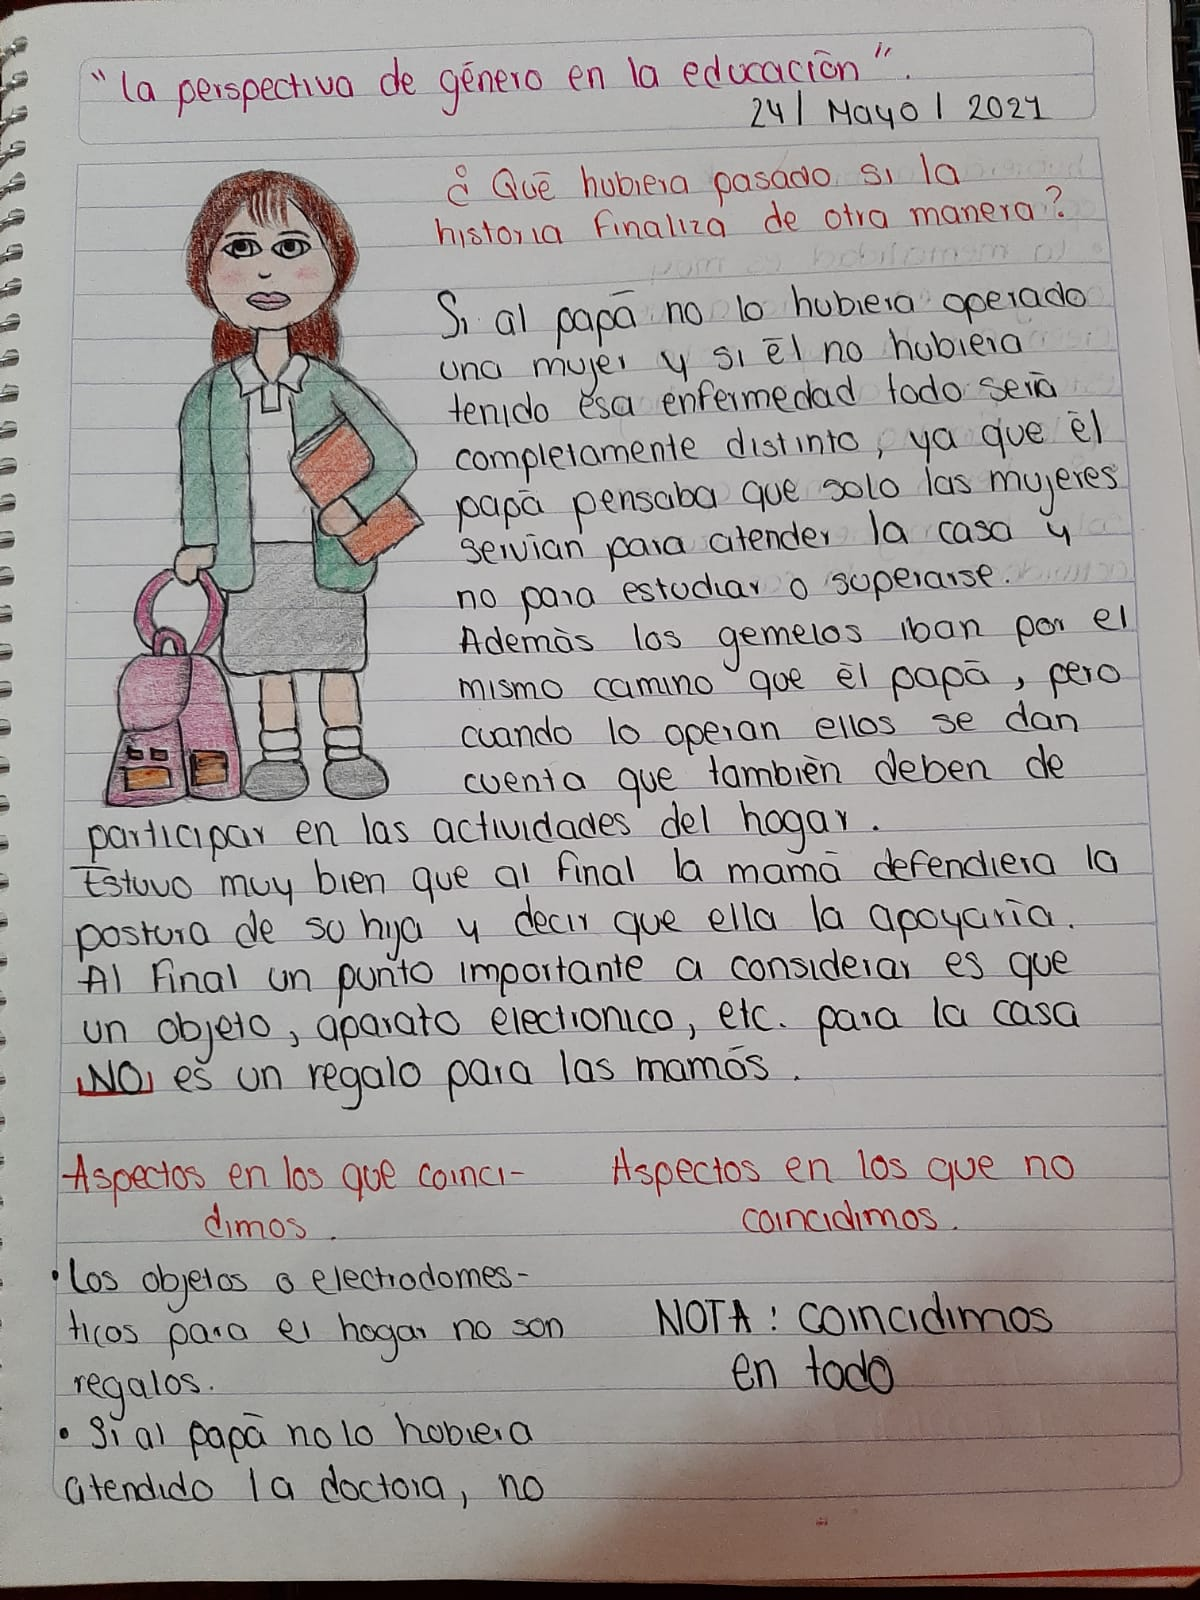 "La perspectiva de género en la educación".
24/ Mayo / 2021
¿Qué hubiera pasado si la
historia finaliza de otra manera?
Si al papá no lo hubiera operado
una mujer y si él no hubiera
tenido esa enfermedad todo sería
completamente distinto, ya que él
papá pensaba que solo las mujeres
servían para atender la casa y
no para estudiar o superarse.
Además los gemelos iban por el
mismo camino que él papá, pero
cuando lo operan ellos se dan
cuenta que también deben de
participar en las actividades del hogar.
Estuvo muy bien que al final la mamá defendiera la
postura de su hija y decir que ella la apoyaría.
Al final un punto importante a considerar es que
un objeto, aparato electronico, etc. para la casa
NO es un regalo para las mamás.
Aspectos en los que coinci-
dimos.
• Los objetos o electrodomes-
ticos para el hogar no son
regalos.
• Si al papá no lo hubiera
atendido la doctora, no
Aspectos en los que no
coincidimos.
NOTA: Coincidimos
en todo